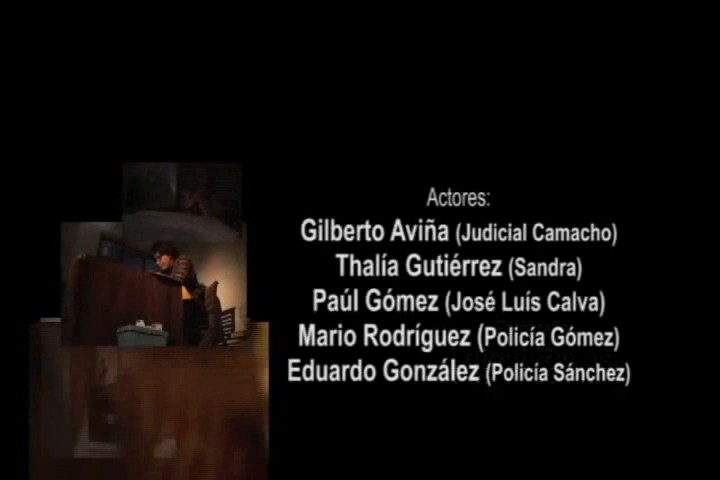 Actores:
Gilberto Aviña (Judicial Camacho)
Thalía Gutiérrez (Sandra)
Paúl Gómez (José Luís Calva)
Mario Rodríguez (Policía Gómez)
Eduardo González (Policía Sánchez)